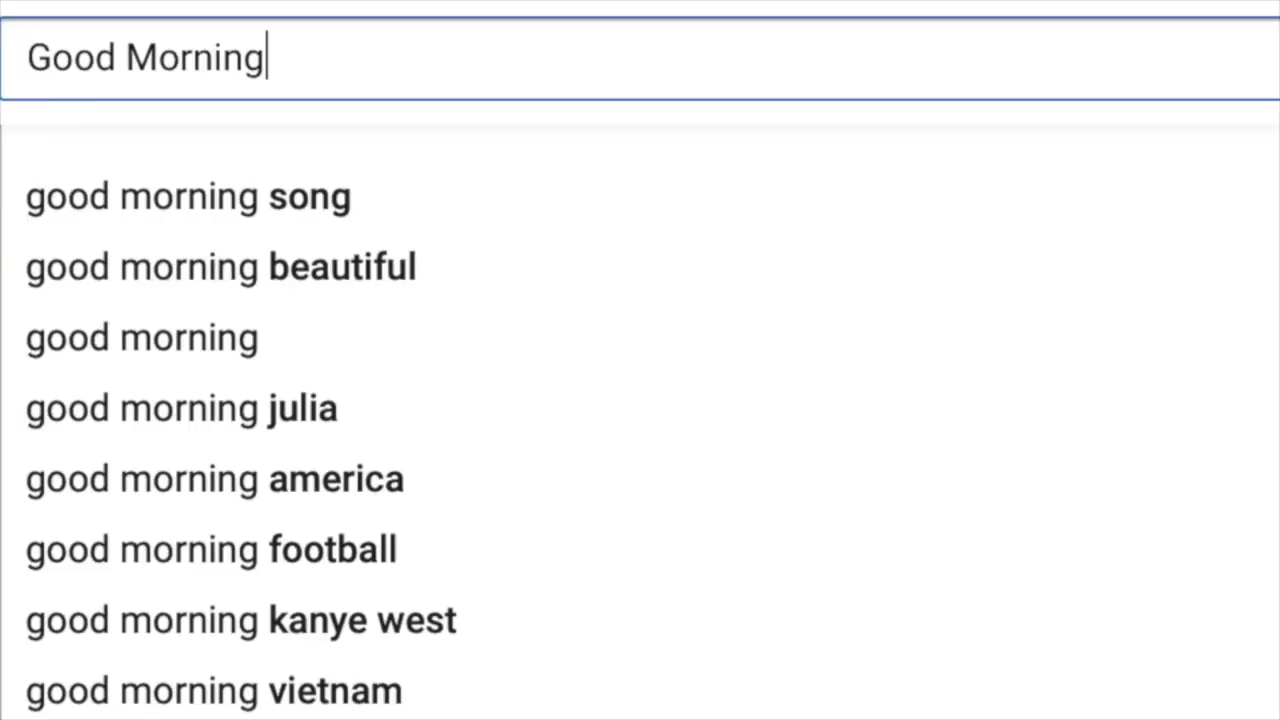 Good Morning
good morning song
good morning beautiful
good morning
good morning julia
good morning america
good morning football
good morning kanye west
good morning vietnam